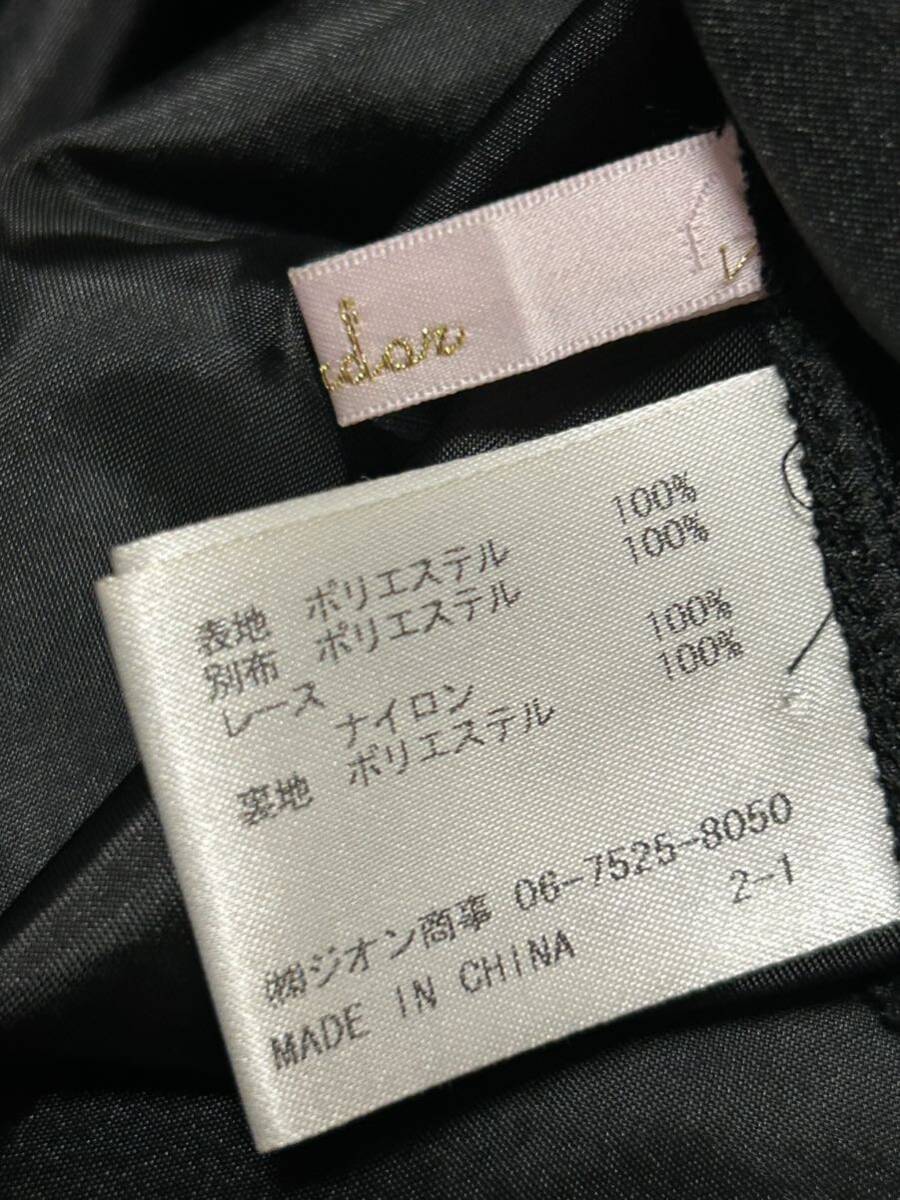 ador
表地 ポリエステル 100%
別布 ポリエステル 100%
レース
ナイロン 100%
裏地 ポリエステル 100%
㈱ジオン商事 06-7525-8050
2-1
MADE IN CHINA